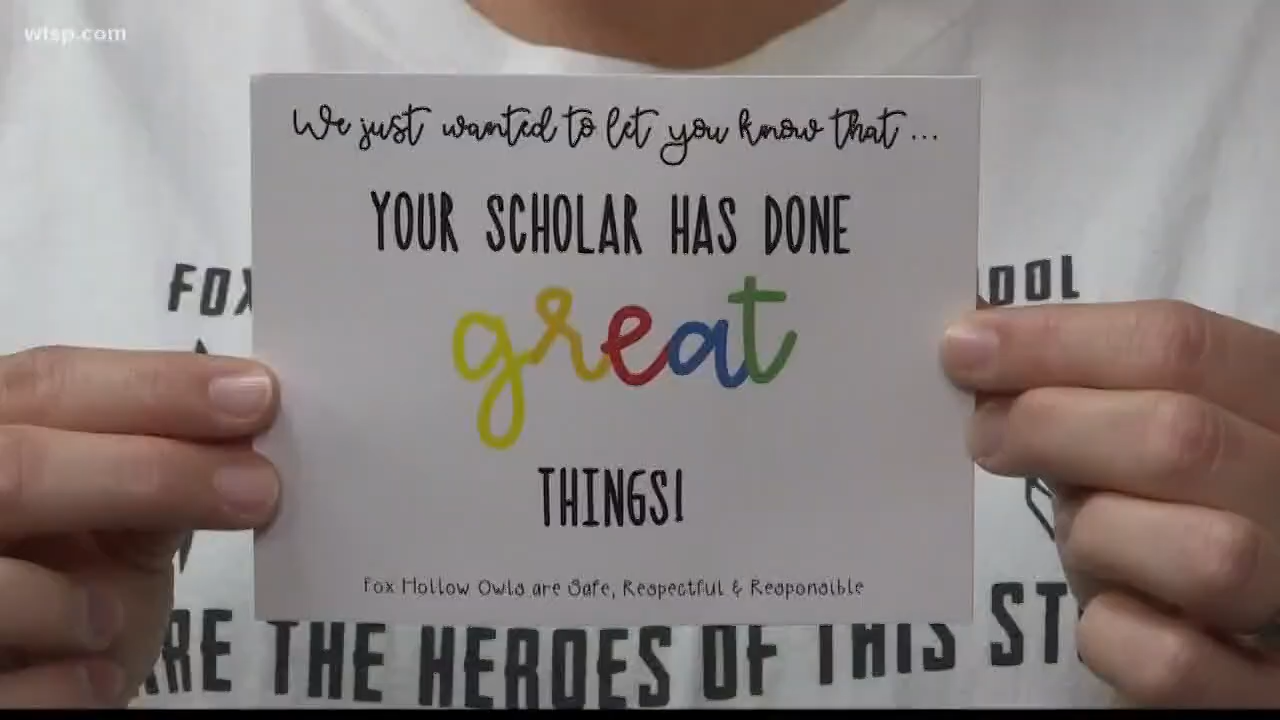 wtsp.com
We just wanted to let you know that ...
YOUR SCHOLAR HAS DONE
great
THINGS!
Fox Hollow Owls are Safe, Respectful & Responsible
FOX
OOL
RE THE HEROES OF THIS ST